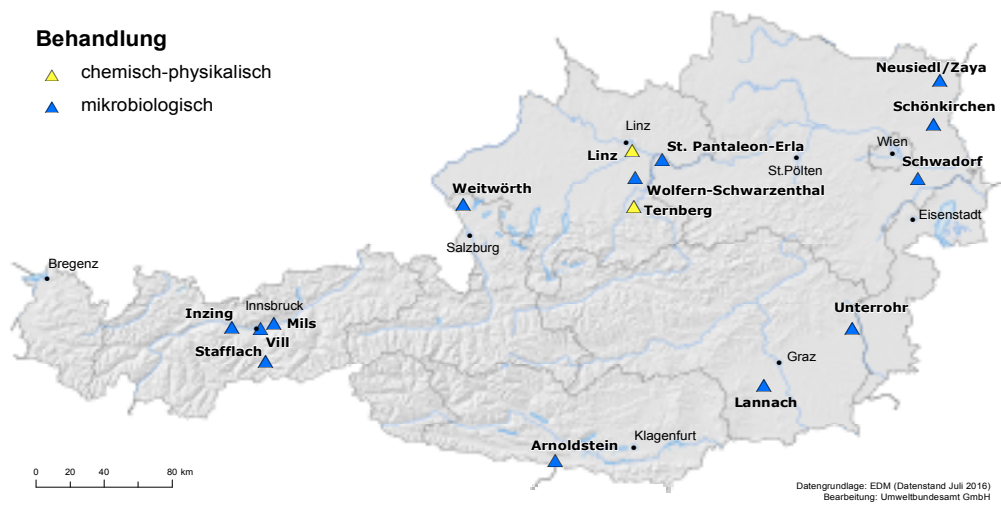 Behandlung
chemisch-physikalisch
mikrobiologisch
Neusiedl/Zaya
Schönkirchen
Linz
Wien
Linz
St. Pantaleon-Erla
St.Pölten
Schwadorf
Weitwörth
Wolfern-Schwarzenthal
Ternberg
Eisenstadt
Salzburg
Bregenz
Inzing
Innsbruck
Mils
Vill
Stafflach
Unterrohr
Graz
Lannach
Arnoldstein
Klagenfurt
0 20 40 80 km
Datengrundlage: EDM (Datenstand Juli 2016)
Bearbeitung: Umweltbundesamt GmbH